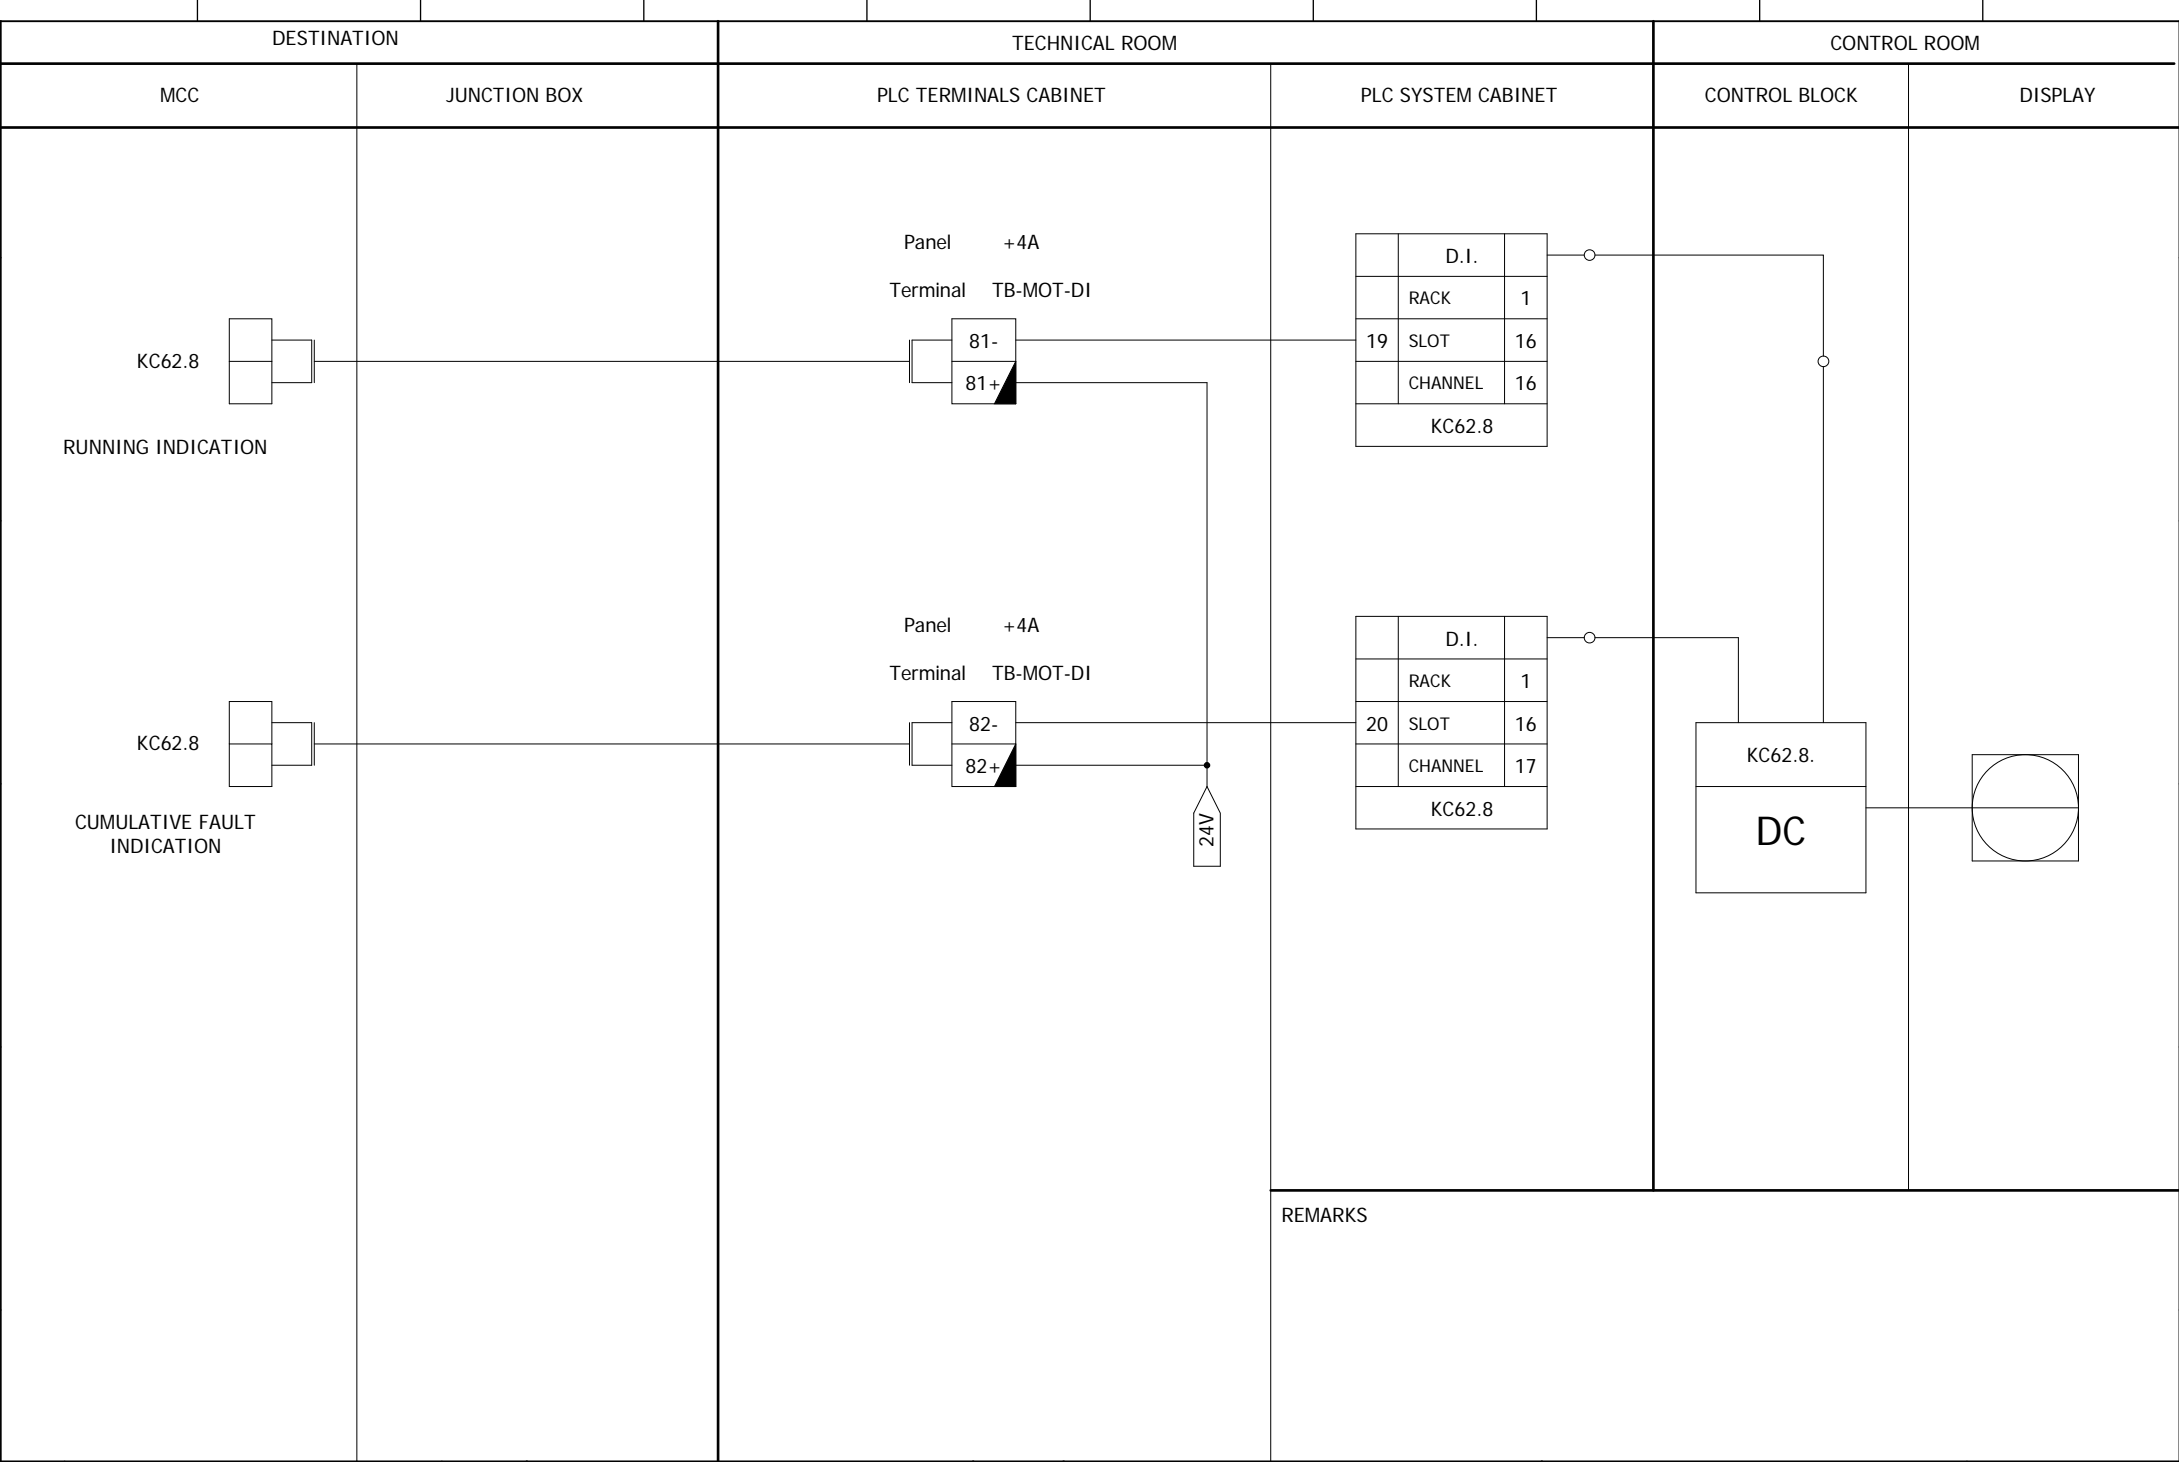 DESTINATION
TECHNICAL ROOM
CONTROL ROOM
MCC
JUNCTION BOX
PLC TERMINALS CABINET
PLC SYSTEM CABINET
CONTROL BLOCK
DISPLAY
KC62.8
RUNNING INDICATION
Panel +4A
Terminal TB-MOT-DI
81-
81+
D.I.
RACK 1
19 SLOT 16
CHANNEL 16
KC62.8
KC62.8
CUMULATIVE FAULT
INDICATION
Panel +4A
Terminal TB-MOT-DI
82-
82+
24V
D.I.
RACK 1
20 SLOT 16
CHANNEL 17
KC62.8
KC62.8.
DC
REMARKS